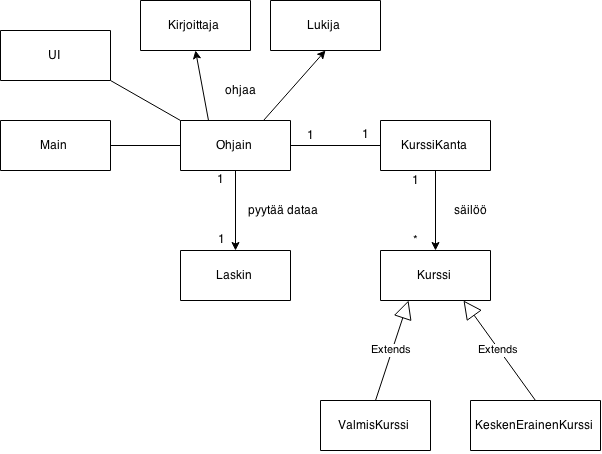 Kirjoittaja
Lukija
UI
ohjaa
Main
Ohjain
1
1
KurssiKanta
1
1
pyytää dataa
säilöö
1
*
Laskin
Kurssi
Extends
Extends
ValmisKurssi
KeskenErainenKurssi